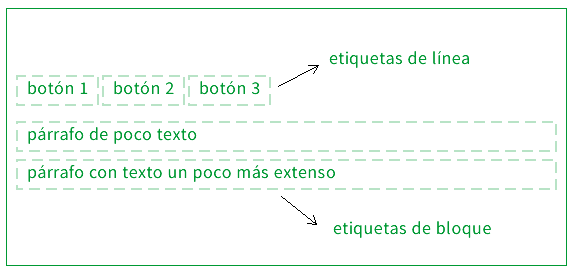 etiquetas de línea
botón 1 botón 2 botón 3
párrafo de poco texto
párrafo con texto un poco más extenso
etiquetas de bloque